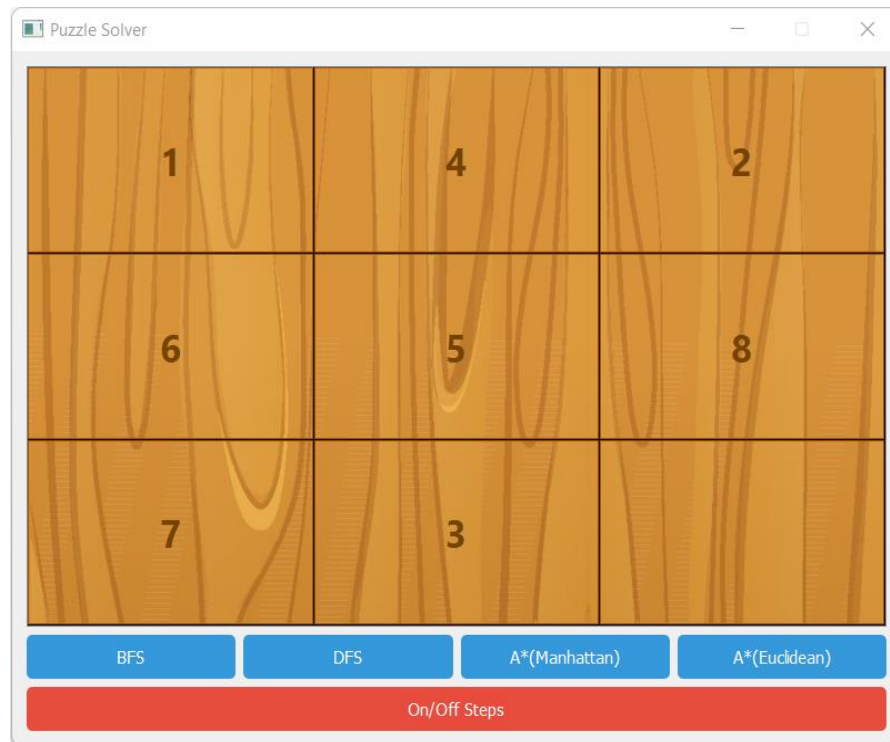 Puzzle Solver
1 4 2
6 5 8
7 3
BFS DFS A*(Manhattan) A*(Euclidean)
On/Off Steps